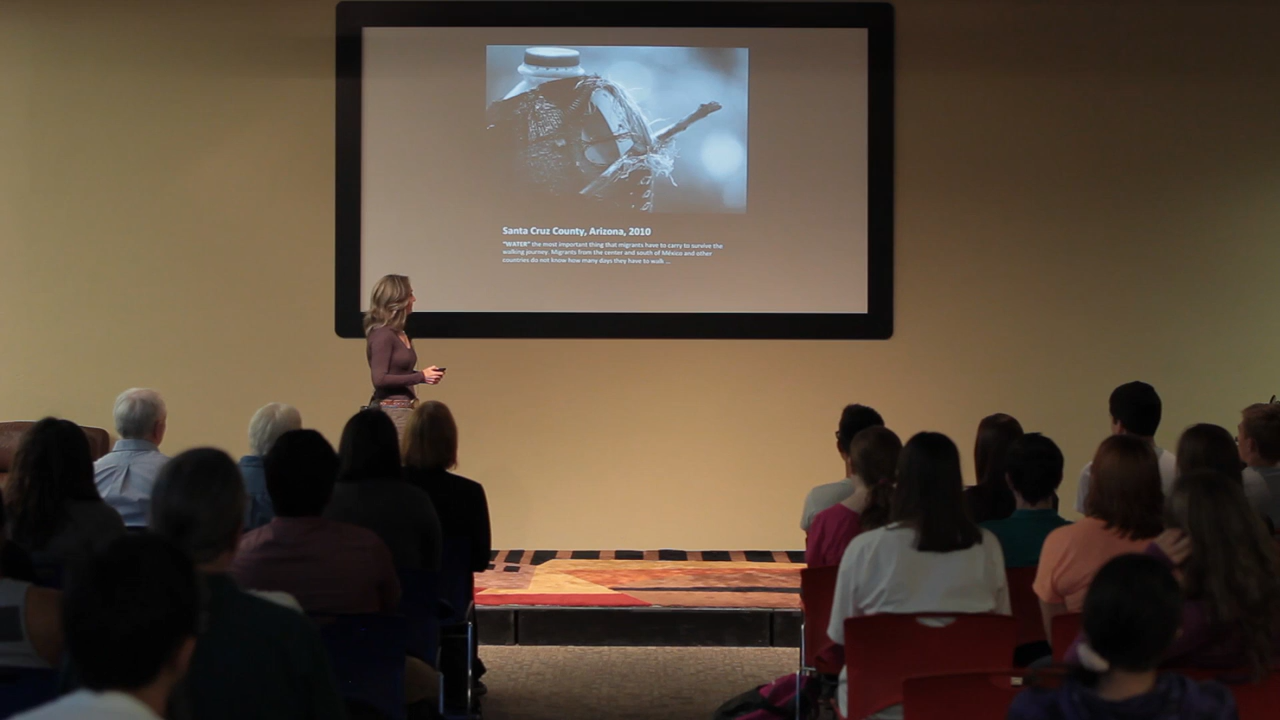 Santa Cruz County, Arizona, 2010
"WATER" the most important thing that migrants have to carry to survive the
walking journey. Migrants from the center and south of México and other
countries do not know how many days they have to walk ...